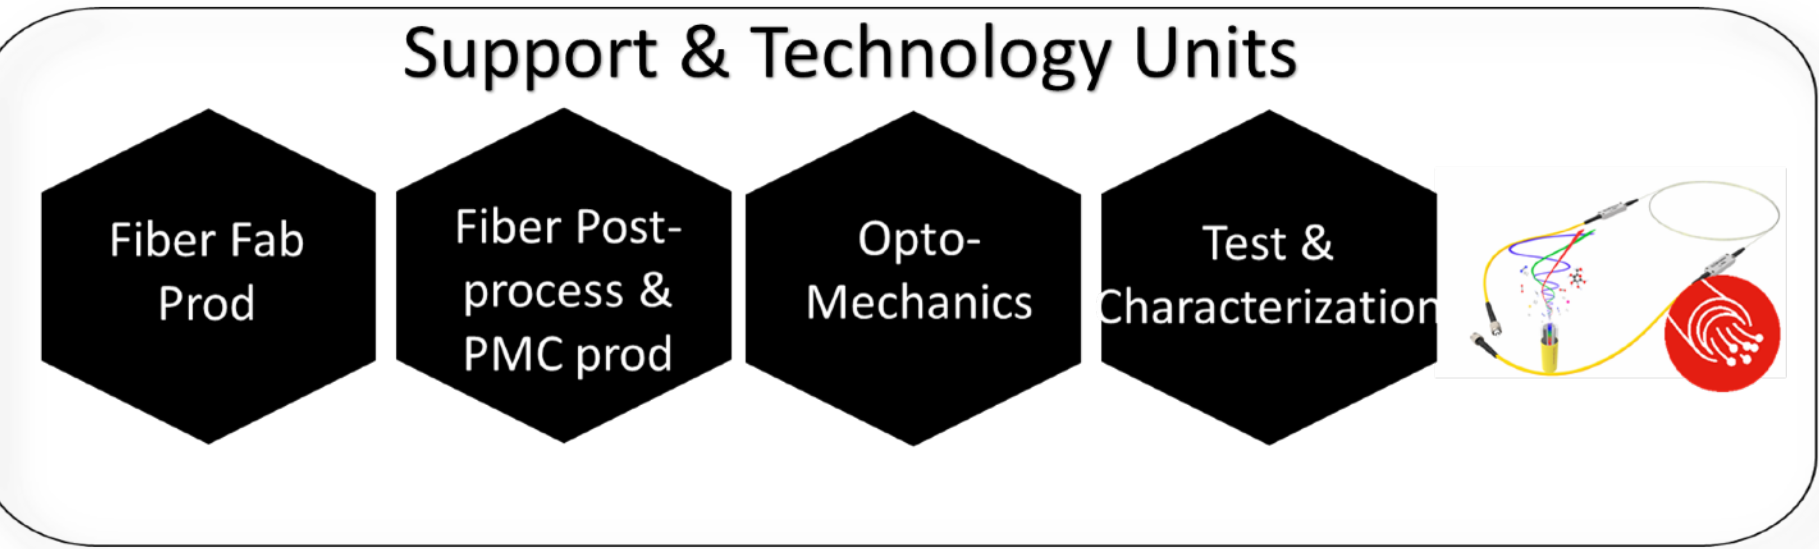 Support & Technology Units
Fiber Fab
Prod
Fiber Post-
process &
PMC prod
Opto-
Mechanics
Test &
Characterization